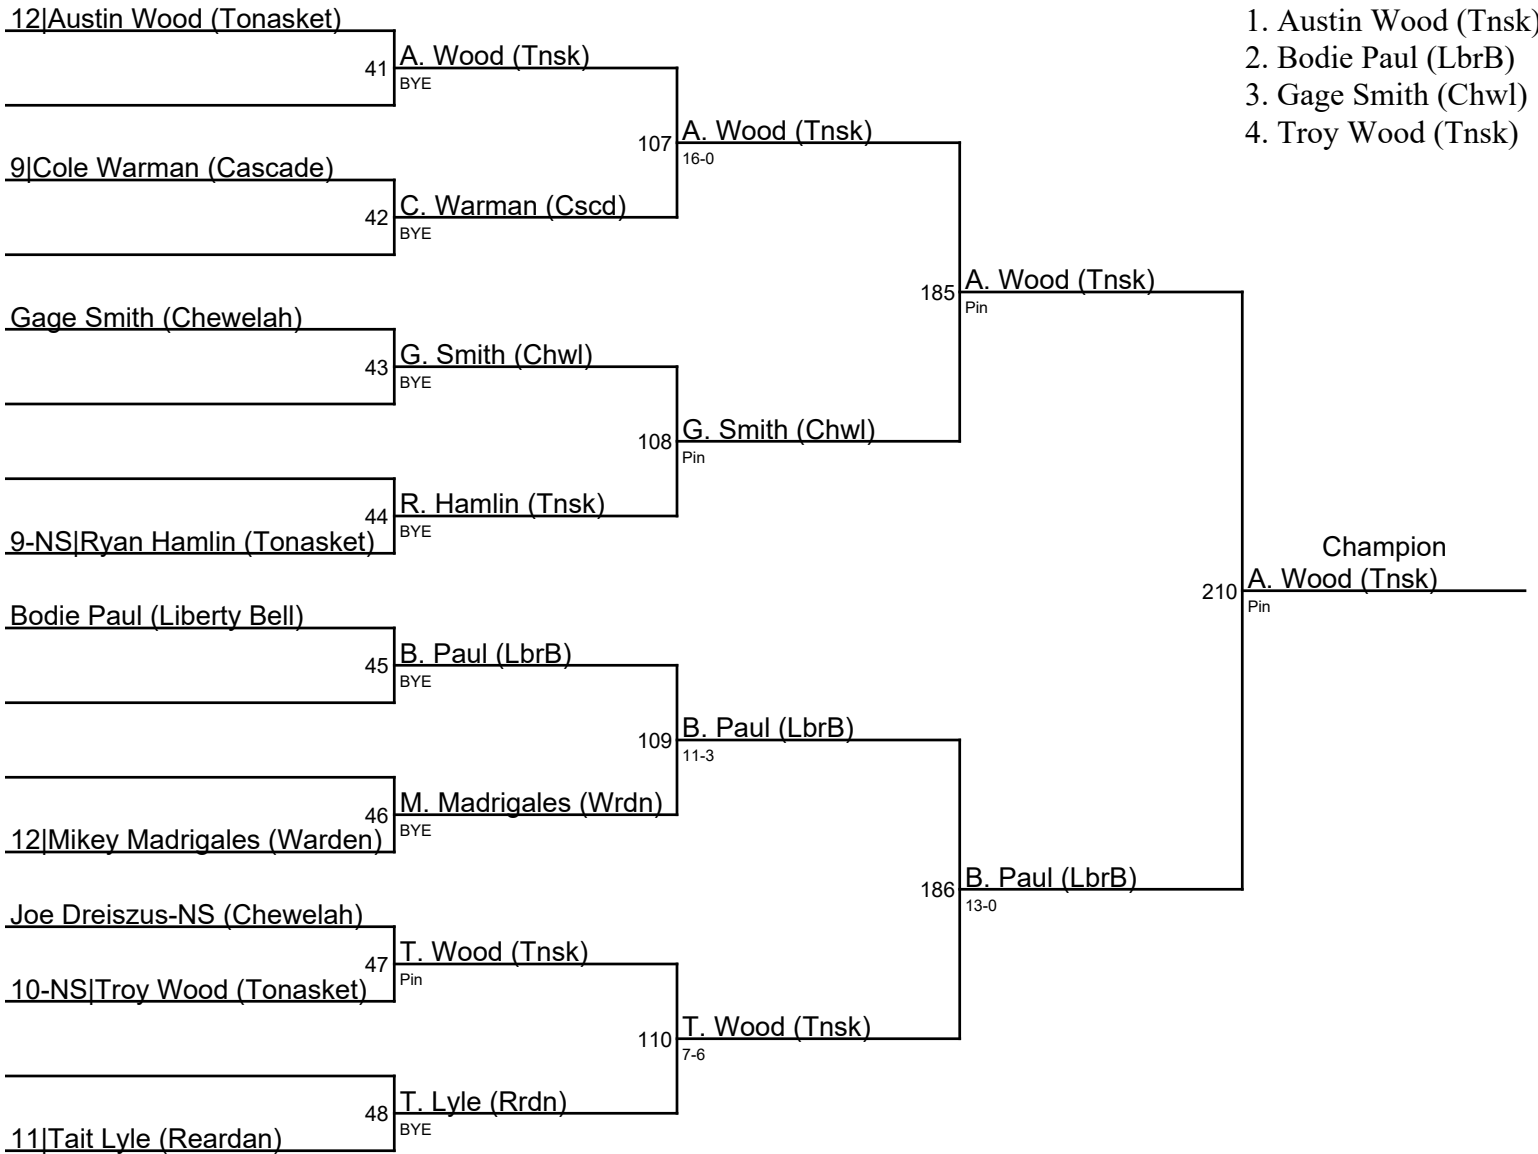 12|Austin Wood (Tonasket)
41
A. Wood (Tnsk)
BYE
9|Cole Warman (Cascade)
42
C. Warman (Cscd)
BYE
107
A. Wood (Tnsk)
16-0
Gage Smith (Chewelah)
43
G. Smith (Chwl)
BYE
44
R. Hamlin (Tnsk)
BYE
9-NS|Ryan Hamlin (Tonasket)
108
G. Smith (Chwl)
Pin
185
A. Wood (Tnsk)
Pin
Bodie Paul (Liberty Bell)
45
B. Paul (LbrB)
BYE
46
M. Madrigales (Wrdn)
BYE
12|Mikey Madrigales (Warden)
109
B. Paul (LbrB)
11-3
Joe Dreiszus-NS (Chewelah)
47
T. Wood (Tnsk)
Pin
10-NS|Troy Wood (Tonasket)
48
T. Lyle (Rrdn)
BYE
11|Tait Lyle (Reardan)
110
T. Wood (Tnsk)
7-6
186
B. Paul (LbrB)
13-0
Champion
210
A. Wood (Tnsk)
Pin
1. Austin Wood (Tnsk)
2. Bodie Paul (LbrB)
3. Gage Smith (Chwl)
4. Troy Wood (Tnsk)